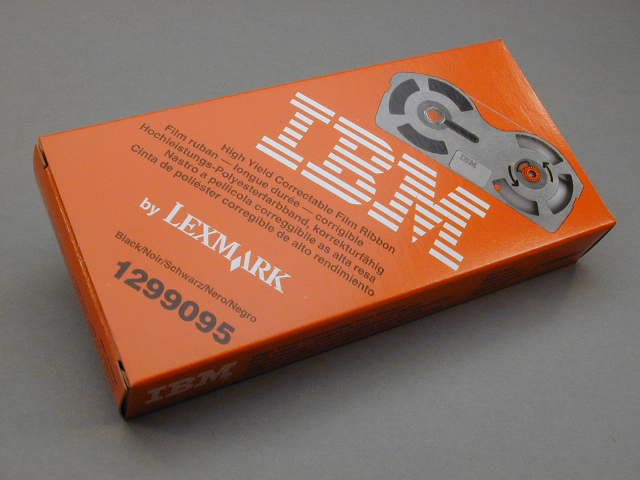 IBM
High Yield Correctable Film Ribbon
Film ruban — longue durée — corrigible
Hochleistungs-Polyesterfarbband, korrekturfähig
Nastro a pellicola correggibile as alta resa
Cinta de poliéster corregible de alto rendimiento
by LEXMARK
Black/Noir/Schwarz/Nero/Negro
1299095
IBM
IBM